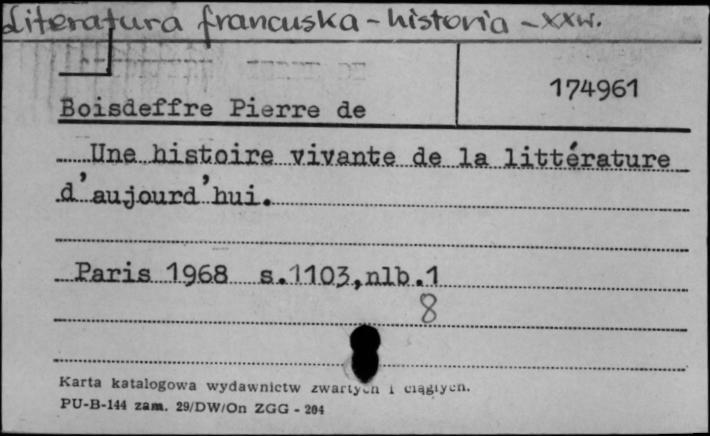 Literatura francuska - historia - XX w.
174961
Boisdeffre Pierre de
Une histoire vivante de la littérature
d'aujourd'hui.
Paris 1968 s.1103,nlb.1
8
Karta katalogowa wydawnictw zwartych i ciągłych.
PU-B-144 zam. 29/DW/On ZGG - 204